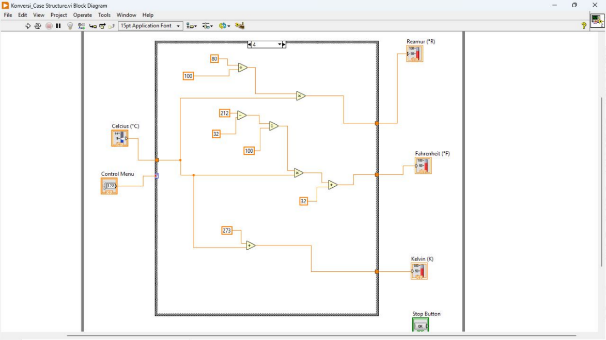 Konversi_Case Structure.vi Block Diagram
File Edit View Project Operate Tools Window Help
15pt Application Font
4
Reamur (°R)
80
100
212
Celcius (°C)
32
100
Fahrenheit (°F)
Control Menu
32
273
Kelvin (K)
Stop Button